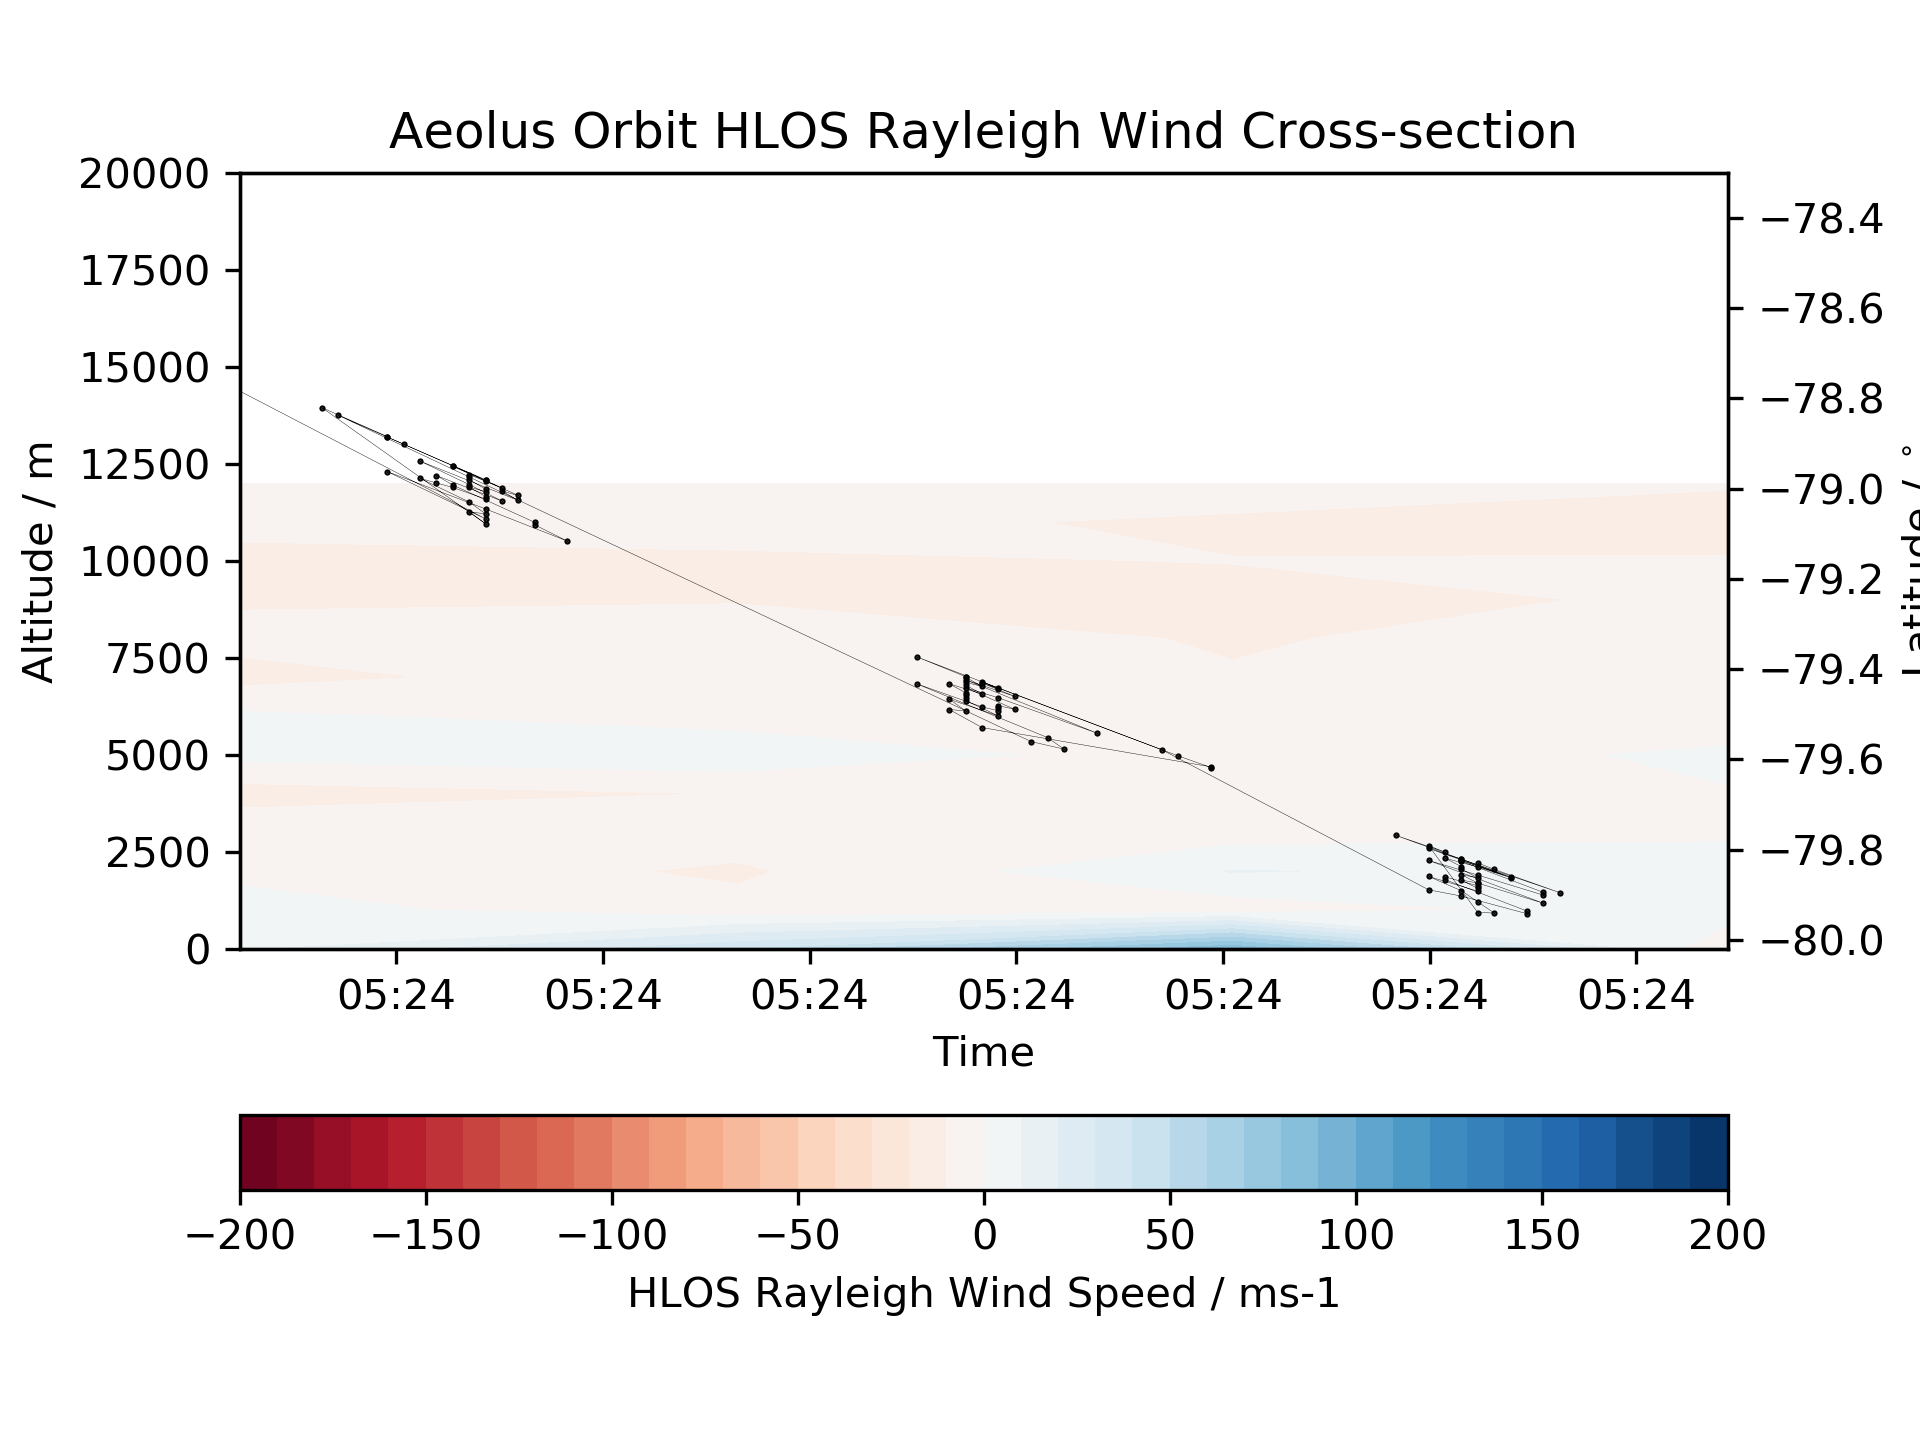 Aeolus Orbit HLOS Rayleigh Wind Cross-section
20000
17500
15000
12500
10000
7500
5000
2500
0
Altitude / m
−78.4
−78.6
−78.8
−79.0
−79.2
−79.4
−79.6
−79.8
−80.0
Latitude / °
05:24 05:24 05:24 05:24 05:24 05:24 05:24
Time
−200 −150 −100 −50 0 50 100 150 200
HLOS Rayleigh Wind Speed / ms-1